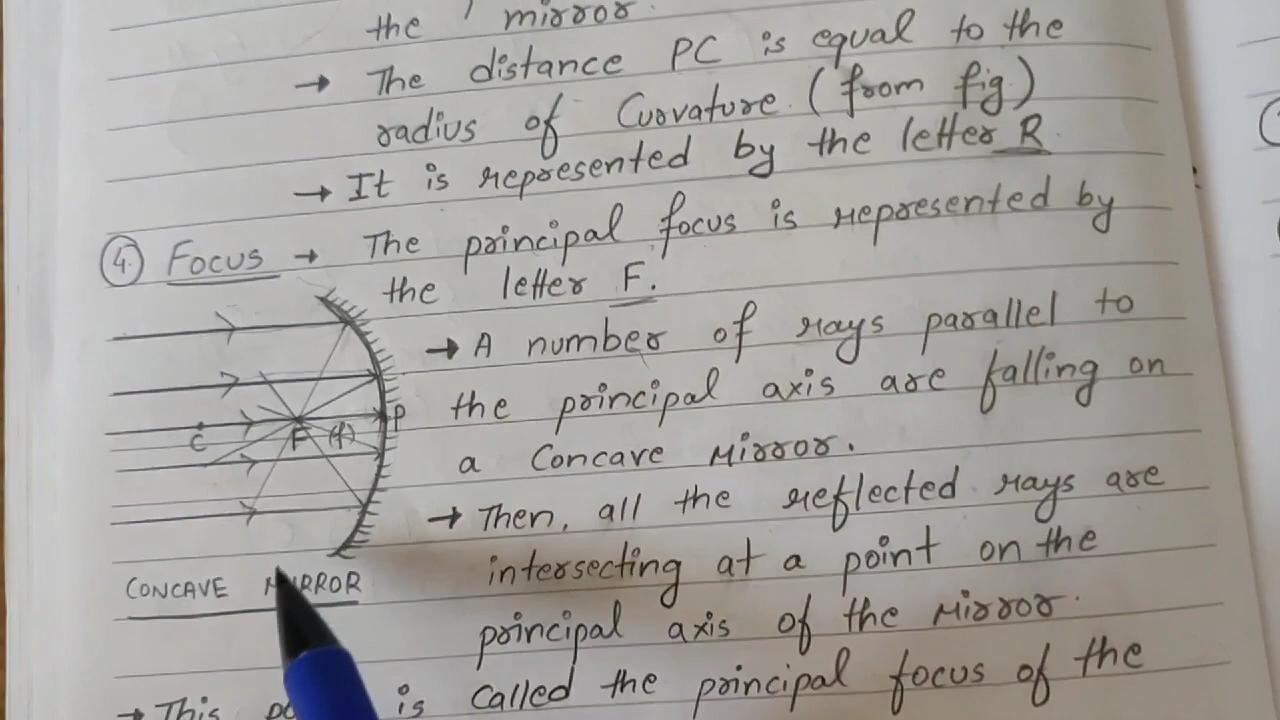 the mirror.
→ The distance PC is equal to the
radius of Curvature. (from fig)
→ It is represented by the letter R
4. Focus → The principal focus is represented by
the letter F.
→ A number of rays parallel to
the principal axis are falling on
a Concave Mirror.
→ Then, all the reflected rays are
intersecting at a point on the
principal axis of the Mirror.
→ This is called the principal focus of the
C F (f) P
CONCAVE MIRROR